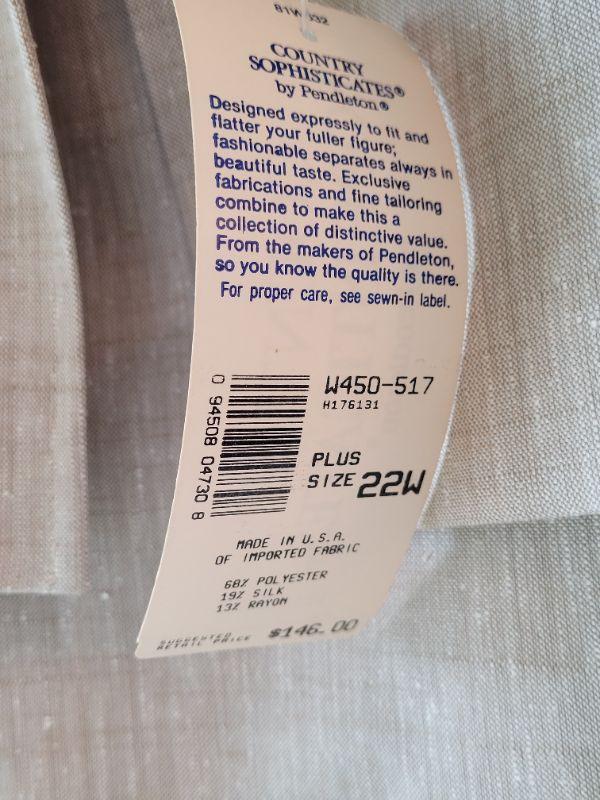 COUNTRY
SOPHISTICATES®
by Pendleton®
Designed expressly to fit and
flatter your fuller figure;
fashionable separates always in
beautiful taste. Exclusive
fabrications and fine tailoring
combine to make this a
collection of distinctive value.
From the makers of Pendleton,
so you know the quality is there.
For proper care, see sewn-in label.
W450-517
H176131
0 94508 04730 8
PLUS
SIZE 22W
MADE IN U.S.A.
OF IMPORTED FABRIC
68% POLYESTER
19% SILK
13% RAYON
SUGGESTED
RETAIL PRICE $146.00